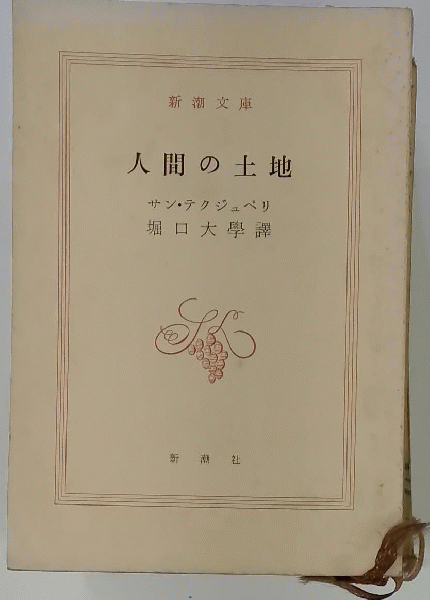 新潮文庫
人間の土地
サン・テクジュペリ
堀口大學譯
新潮社